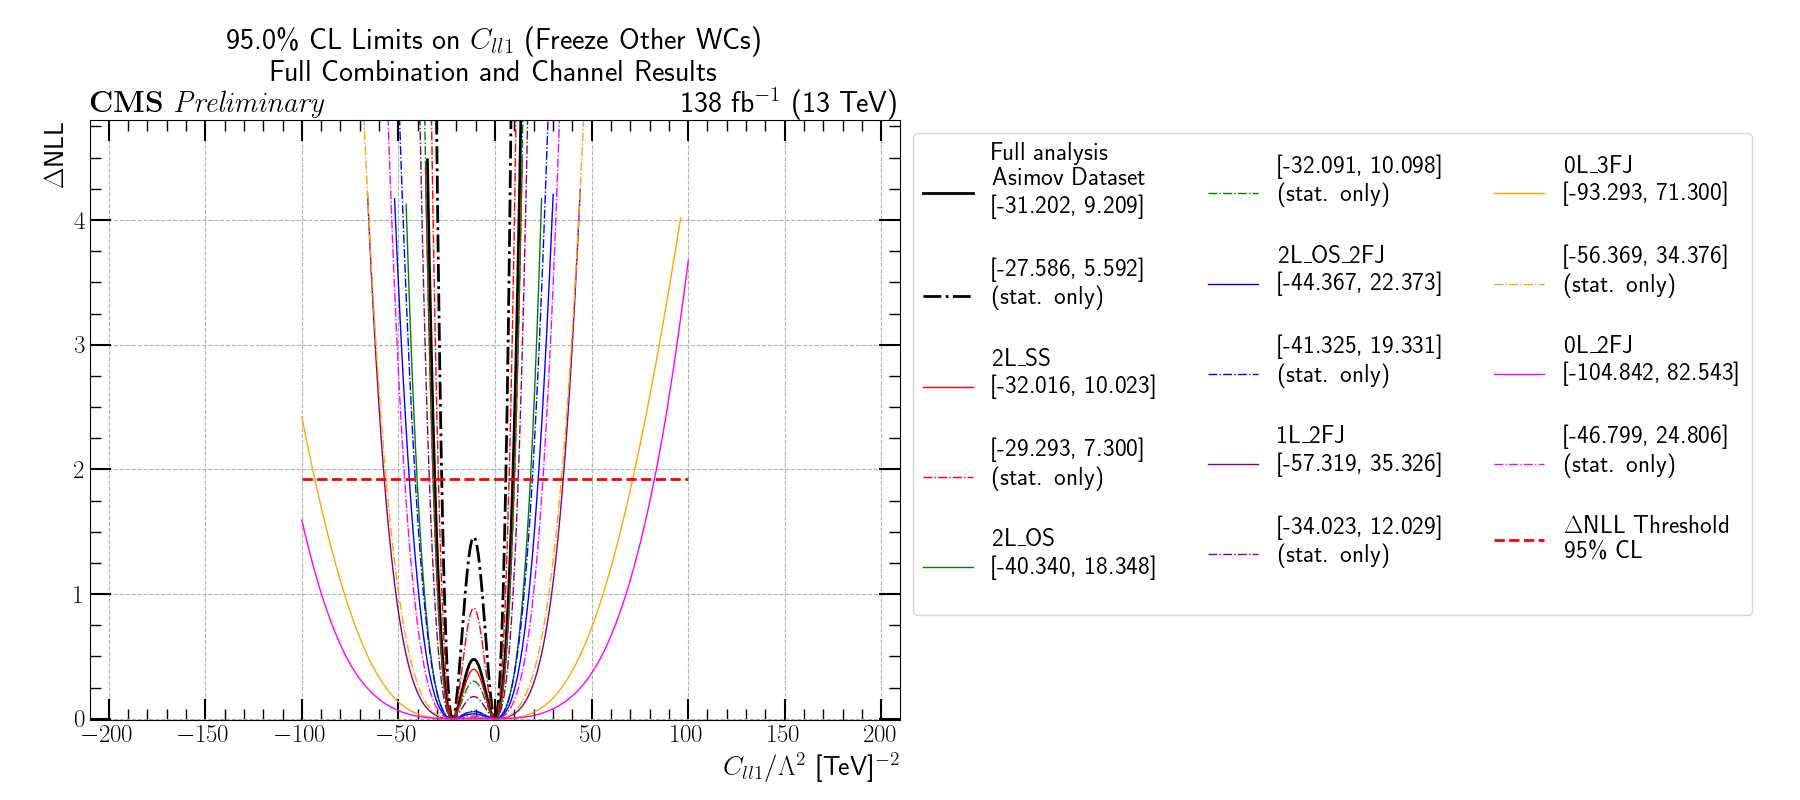 95.0% CL Limits on C_{ll1} (Freeze Other WCs)
Full Combination and Channel Results
CMS Preliminary
138 fb⁻¹ (13 TeV)
ΔNLL
4
3
2
1
0
−200
−150
−100
−50
0
50
100
150
200
C_{ll1}/Λ² [TeV]⁻²
Full analysis
Asimov Dataset
[-31.202, 9.209]
[-27.586, 5.592]
(stat. only)
2L_SS
[-32.016, 10.023]
[-29.293, 7.300]
(stat. only)
2L_OS
[-40.340, 18.348]
[-32.091, 10.098]
(stat. only)
2L_OS_2FJ
[-44.367, 22.373]
[-41.325, 19.331]
(stat. only)
1L_2FJ
[-57.319, 35.326]
[-34.023, 12.029]
(stat. only)
0L_3FJ
[-93.293, 71.300]
[-56.369, 34.376]
(stat. only)
0L_2FJ
[-104.842, 82.543]
[-46.799, 24.806]
(stat. only)
ΔNLL Threshold
95% CL